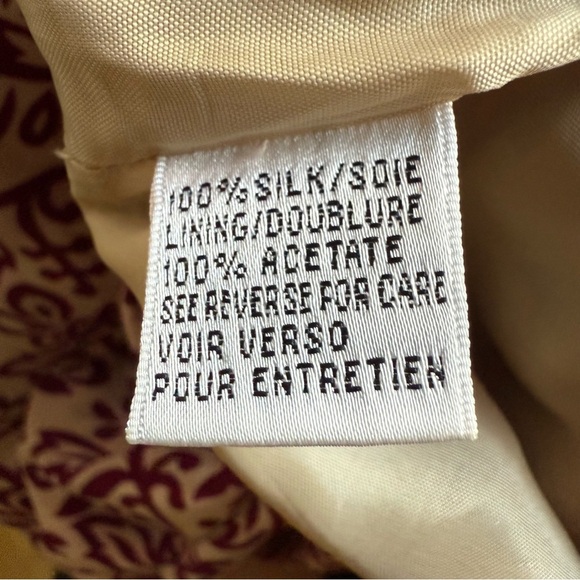 100% SILK/SOIE
LINING/DOUBLURE
100% ACETATE
SEE REVERSE FOR CARE
VOIR VERSO
POUR ENTRETIEN